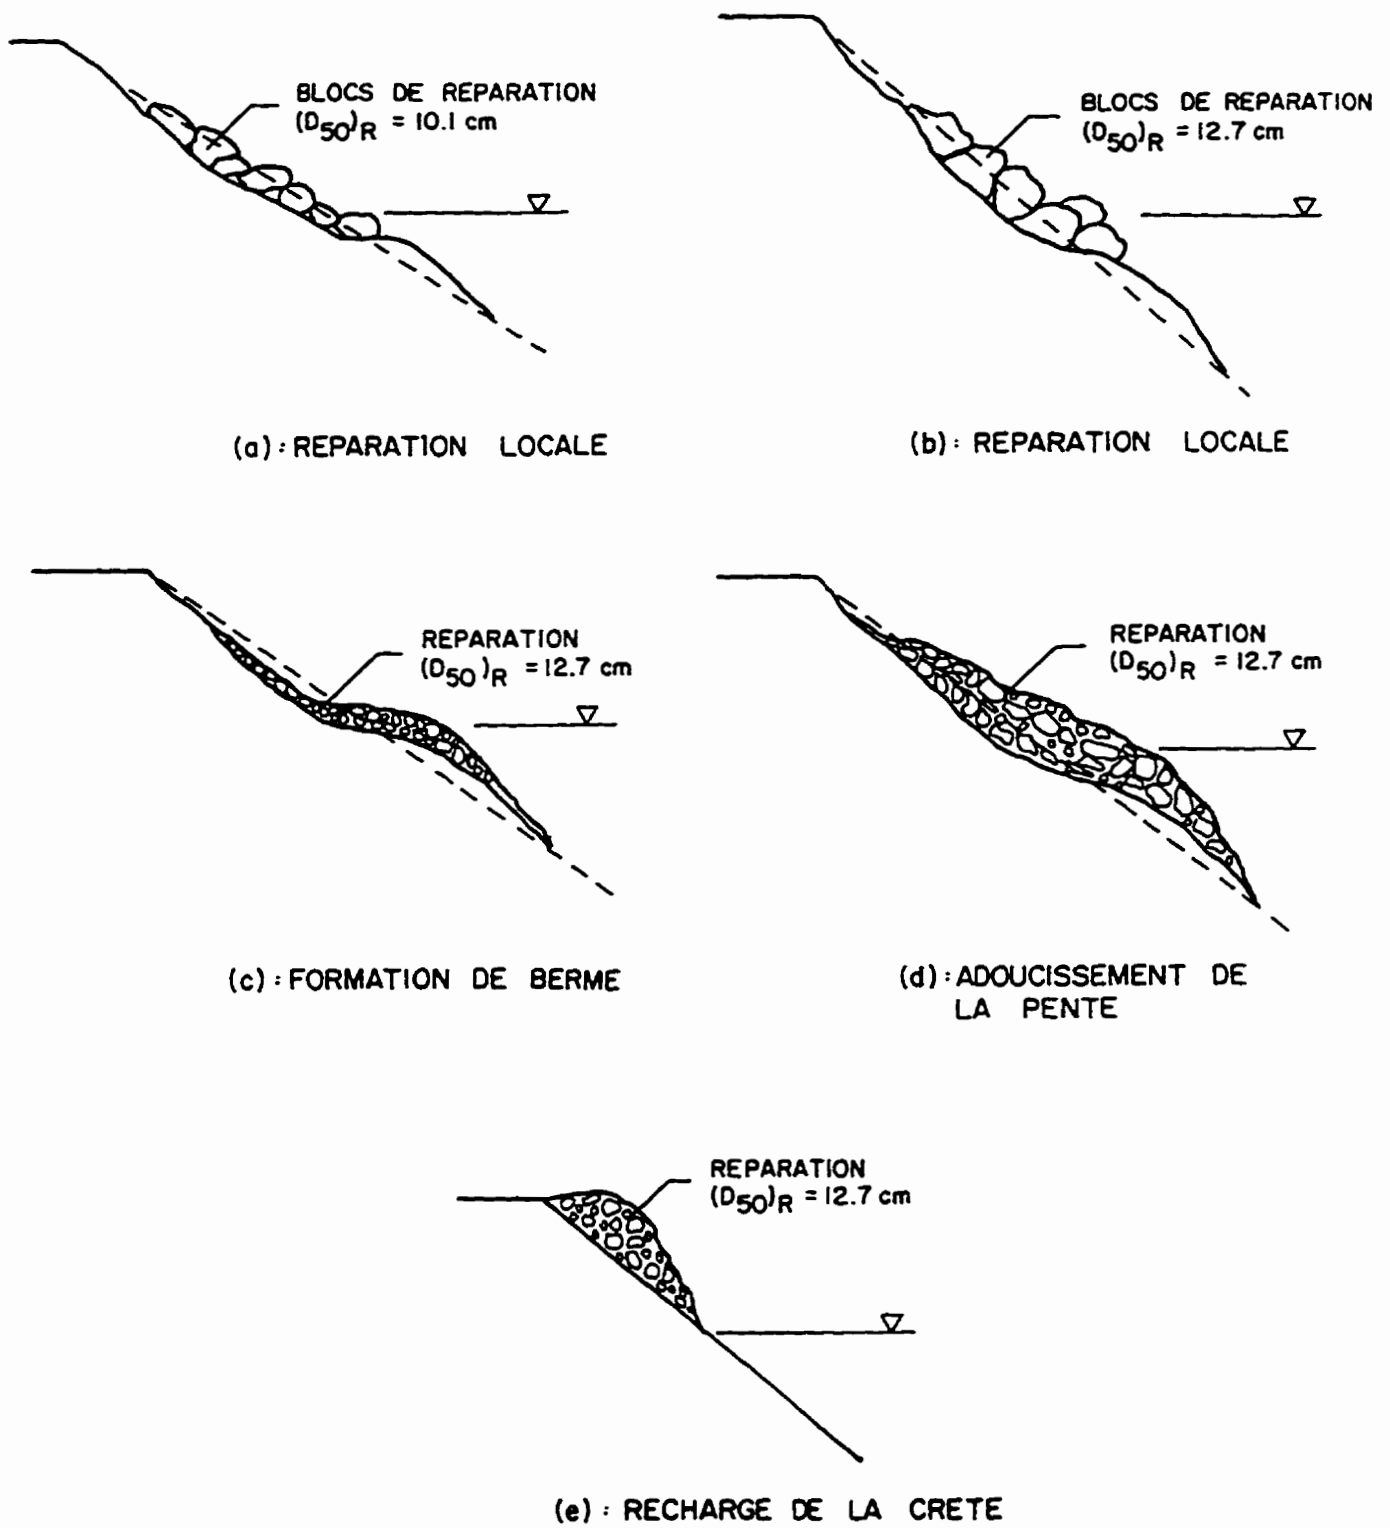 BLOCS DE REPARATION
(D50)R = 10.1 cm
BLOCS DE REPARATION
(D50)R = 12.7 cm
(a): REPARATION LOCALE
(b): REPARATION LOCALE
REPARATION
(D50)R = 12.7 cm
REPARATION
(D50)R = 12.7 cm
(c): FORMATION DE BERME
(d): ADOUCISSEMENT DE
LA PENTE
REPARATION
(D50)R = 12.7 cm
(e): RECHARGE DE LA CRETE